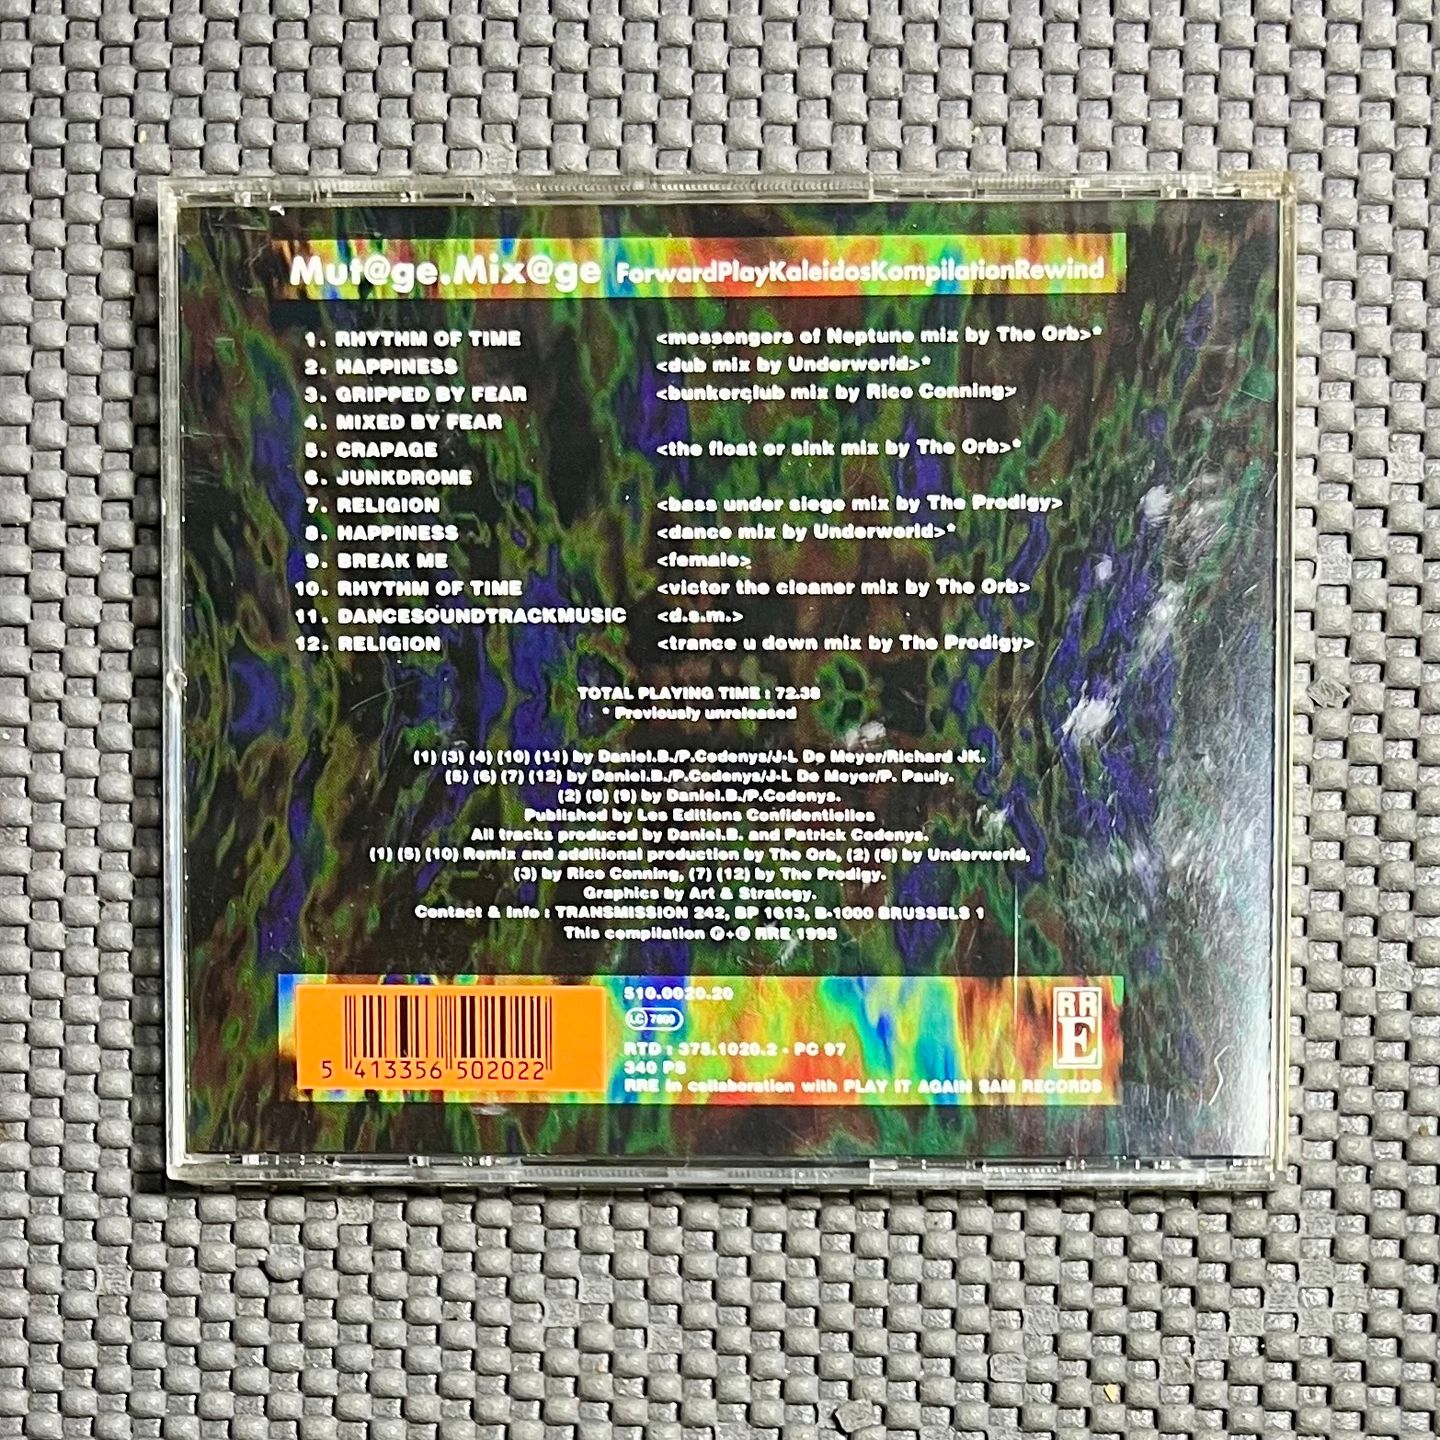 Mut@ge.Mix@ge ForwardPlayKaleidosKompilationRewind
1. RHYTHM OF TIME <messengers of Neptune mix by The Orb>*
2. HAPPINESS <dub mix by Underworld>*
3. GRIPPED BY FEAR <bunkerclub mix by Rico Conning>
4. MIXED BY FEAR
5. CRAPAGE <the float or sink mix by The Orb>*
6. JUNKDROME
7. RELIGION <bass under siege mix by The Prodigy>
8. HAPPINESS <dance mix by Underworld>*
9. BREAK ME <female>
10. RHYTHM OF TIME <victor the cleaner mix by The Orb>
11. DANCESOUNDTRACKMUSIC <d.s.m.>
12. RELIGION <trance u down mix by The Prodigy>
TOTAL PLAYING TIME : 72.38
* Previously unreleased
(1) (3) (4) (10) (11) by Daniel.B./P.Codenys/J-L De Meyer/Richard JK.
(5) (6) (7) (12) by Daniel.B./P.Codenys/J-L De Meyer/P. Pauly.
(2) (8) (9) by Daniel.B./P.Codenys.
Published by Les Editions Confidentielles
All tracks produced by Daniel.B. and Patrick Codenys.
(1) (5) (10) Remix and additional production by The Orb, (2) (8) by Underworld,
(3) by Rico Conning, (7) (12) by The Prodigy.
Graphics by Art & Strategy.
Contact & info : TRANSMISSION 242, BP 1613, B-1000 BRUSSELS 1
This compilation ℗+© RRE 1995
510.0020.20
LC
RTD : 375.1020.2 - PC 97
340 PS
RRE in collaboration with PLAY IT AGAIN SAM RECORDS
5 413356 502022
RR
E